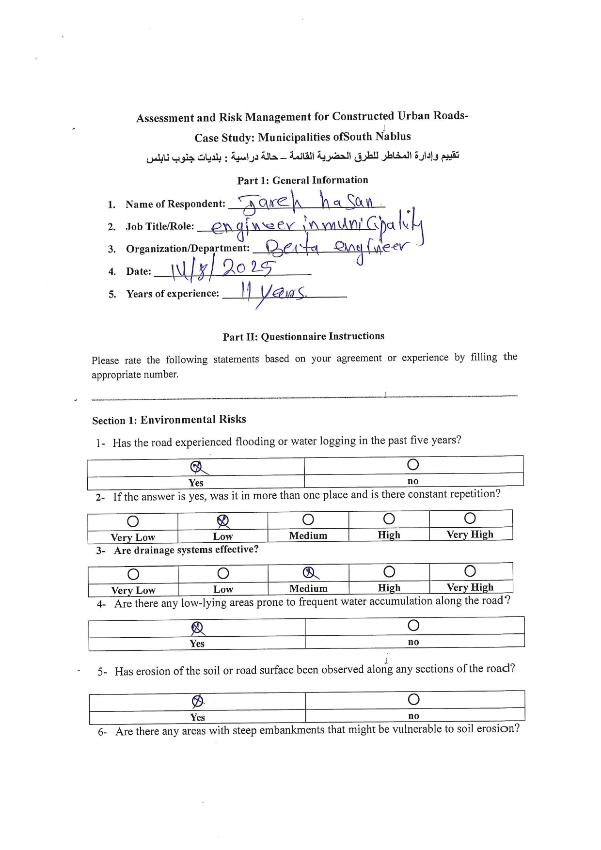 Assessment and Risk Management for Constructed Urban Roads-
Case Study: Municipalities ofSouth Nablus
تقييم وإدارة المخاطر للطرق الحضرية القائمة – حالة دراسية : بلديات جنوب نابلس
Part 1: General Information
1. Name of Respondent: Jareh hasan
2. Job Title/Role: engineer inmunicipality
3. Organization/Department: Beita engineer
4. Date: 14/8/2025
5. Years of experience: 11 years.
Part II: Questionnaire Instructions
Please rate the following statements based on your agreement or experience by filling the
appropriate number.
Section 1: Environmental Risks
1- Has the road experienced flooding or water logging in the past five years?
Yes no
2- If the answer is yes, was it in more than one place and is there constant repetition?
Very Low Low Medium High Very High
3- Are drainage systems effective?
Very Low Low Medium High Very High
4- Are there any low-lying areas prone to frequent water accumulation along the road?
Yes no
5- Has erosion of the soil or road surface been observed along any sections of the road?
Yes no
6- Are there any areas with steep embankments that might be vulnerable to soil erosion?